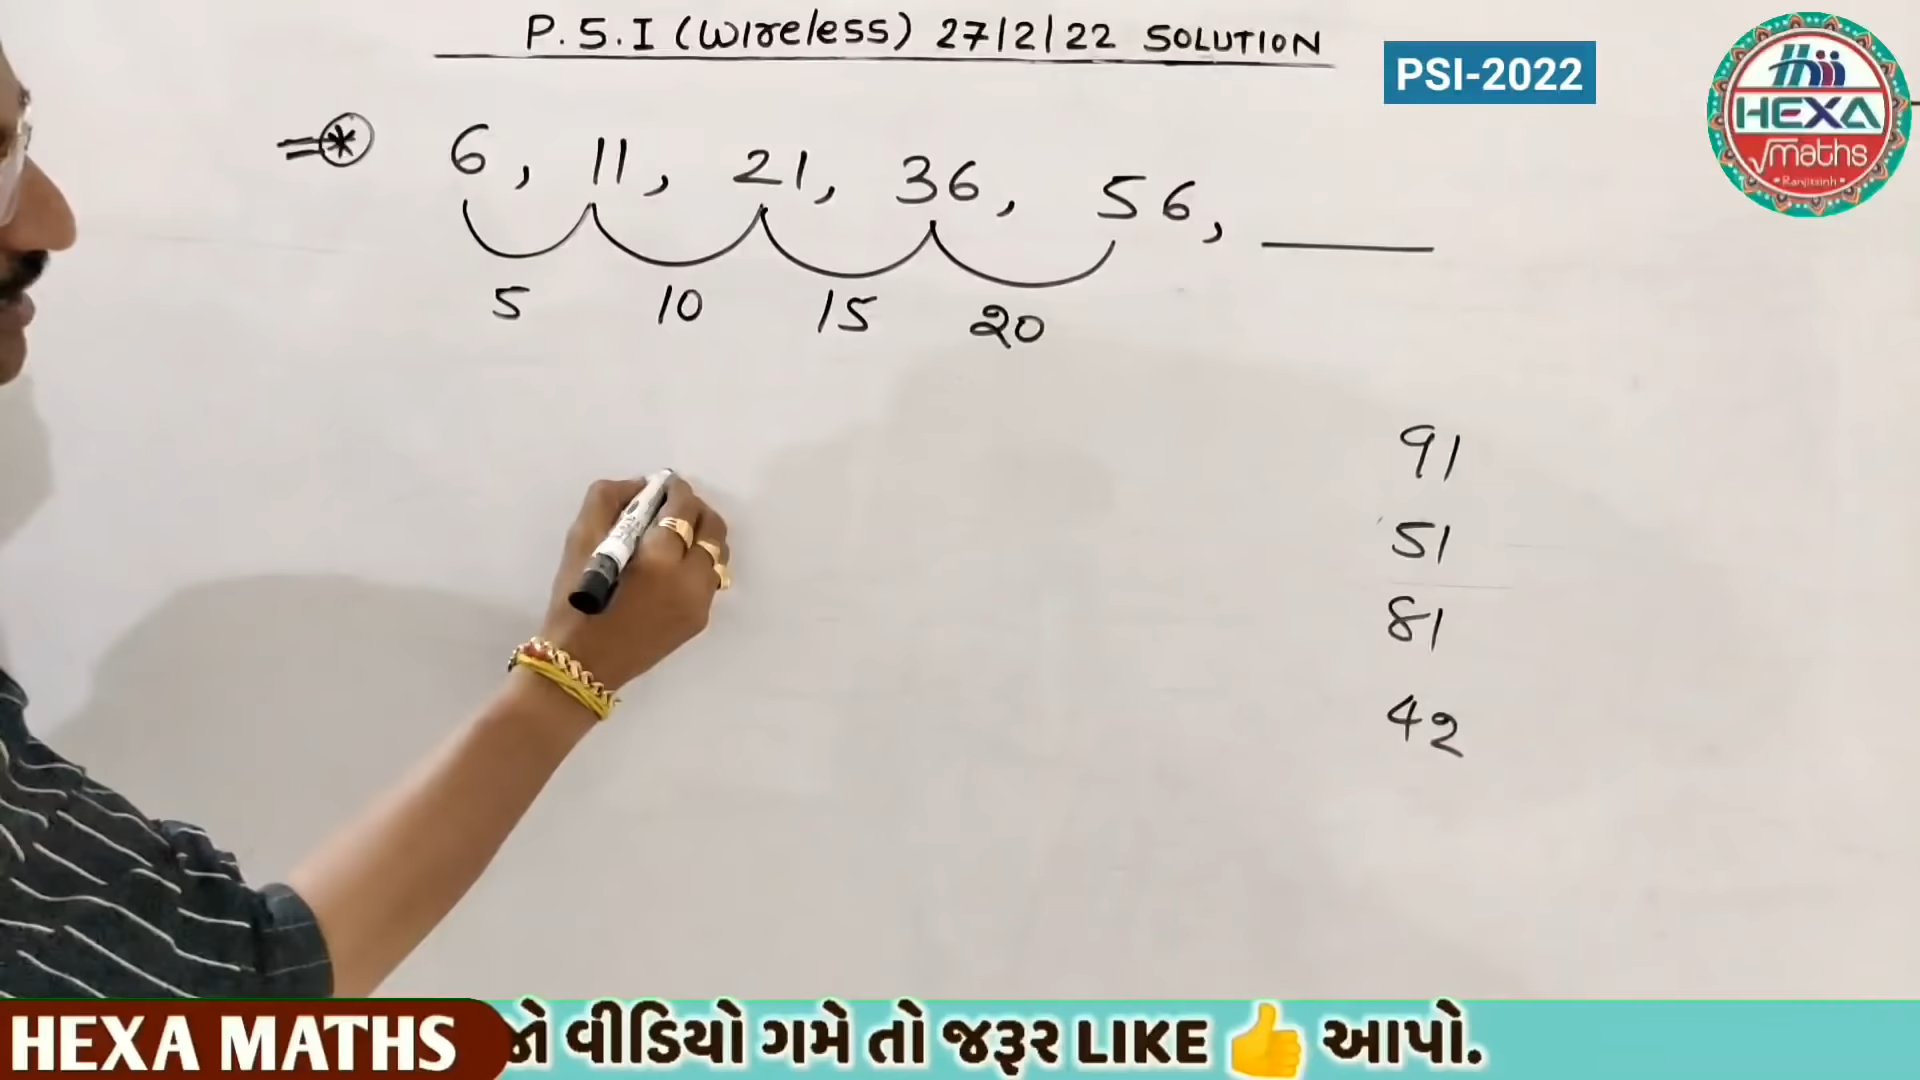 P.S.I (Wireless) 27/2/22 SOLUTION
PSI-2022
HEXA
√maths
Ranjitsinh
6, 11, 21, 36, 56, ____
5 10 15 20
91
51
81
42
HEXA MATHS
જો વીડિયો ગમે તો જરૂર LIKE 👍 આપો.